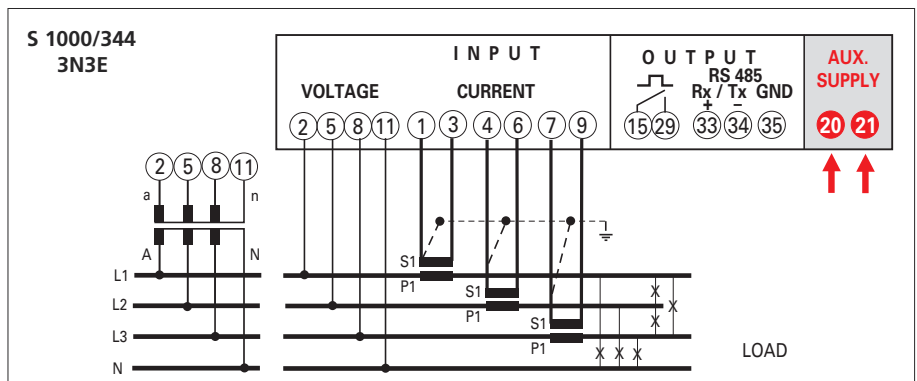 S 1000/344
3N3E
INPUT
OUTPUT
AUX.
SUPPLY
VOLTAGE
CURRENT
RS 485
Rx / Tx GND
+ –
2 5 8 11 1 3 4 6 7 9 15 29 33 34 35 20 21
2 5 8 11
a n
A N
S1
L1
P1
S1
L2
P1
S1
L3
P1
N
X
X
X
X X X
LOAD